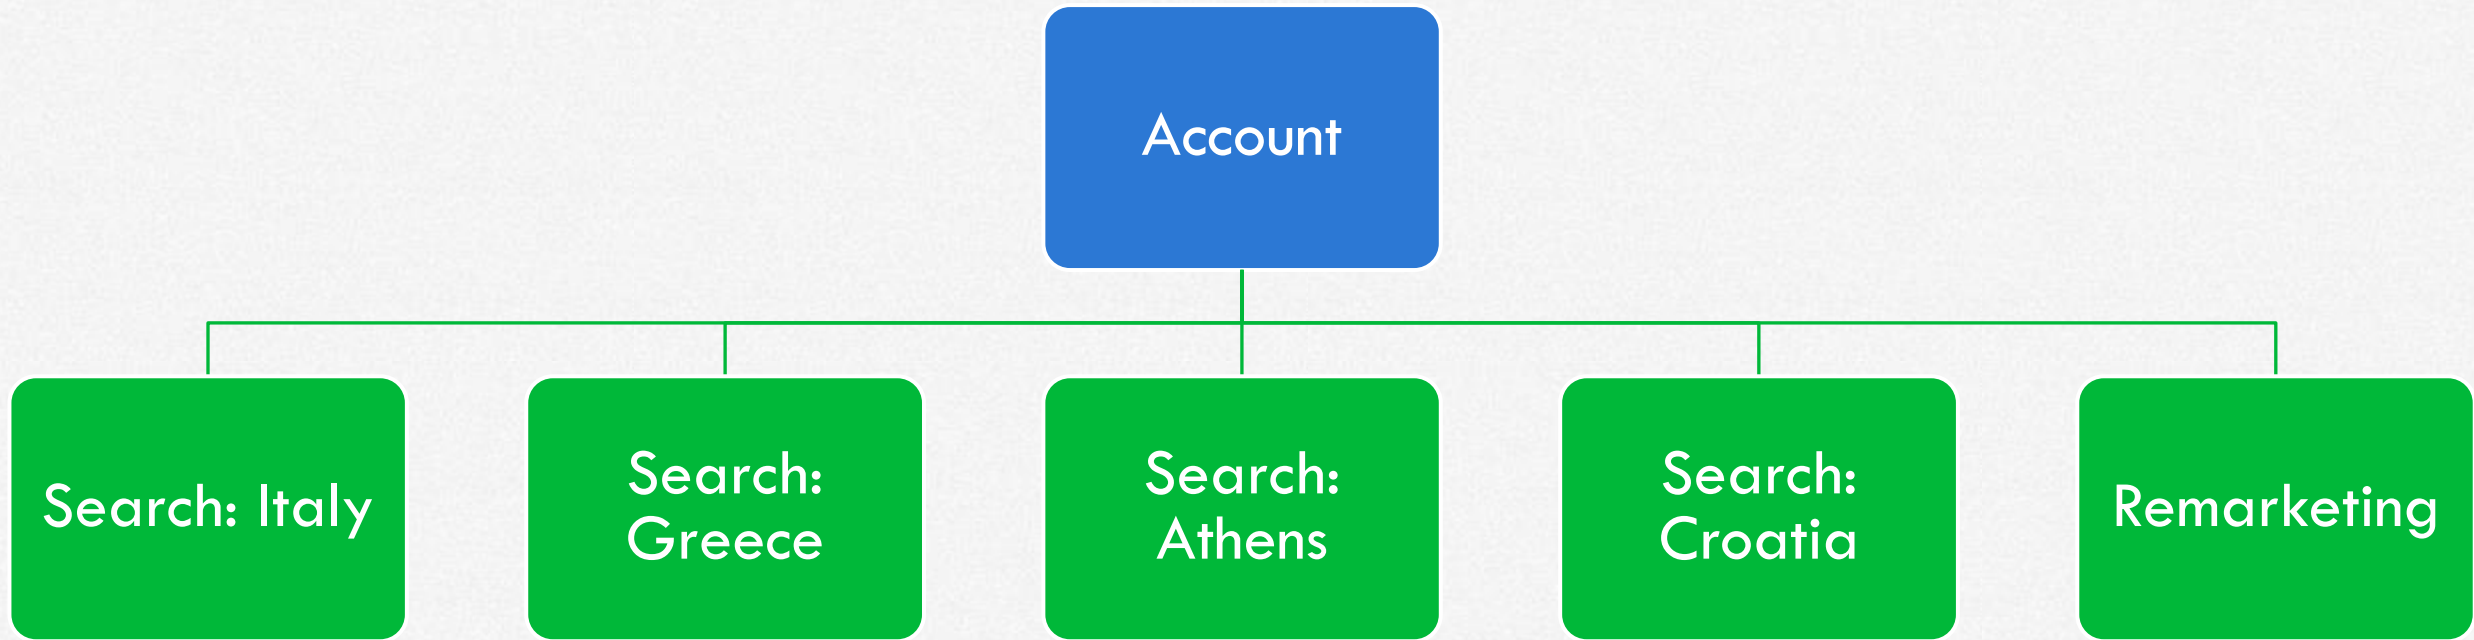 Account
Search: Italy
Search:
Greece
Search:
Athens
Search:
Croatia
Remarketing